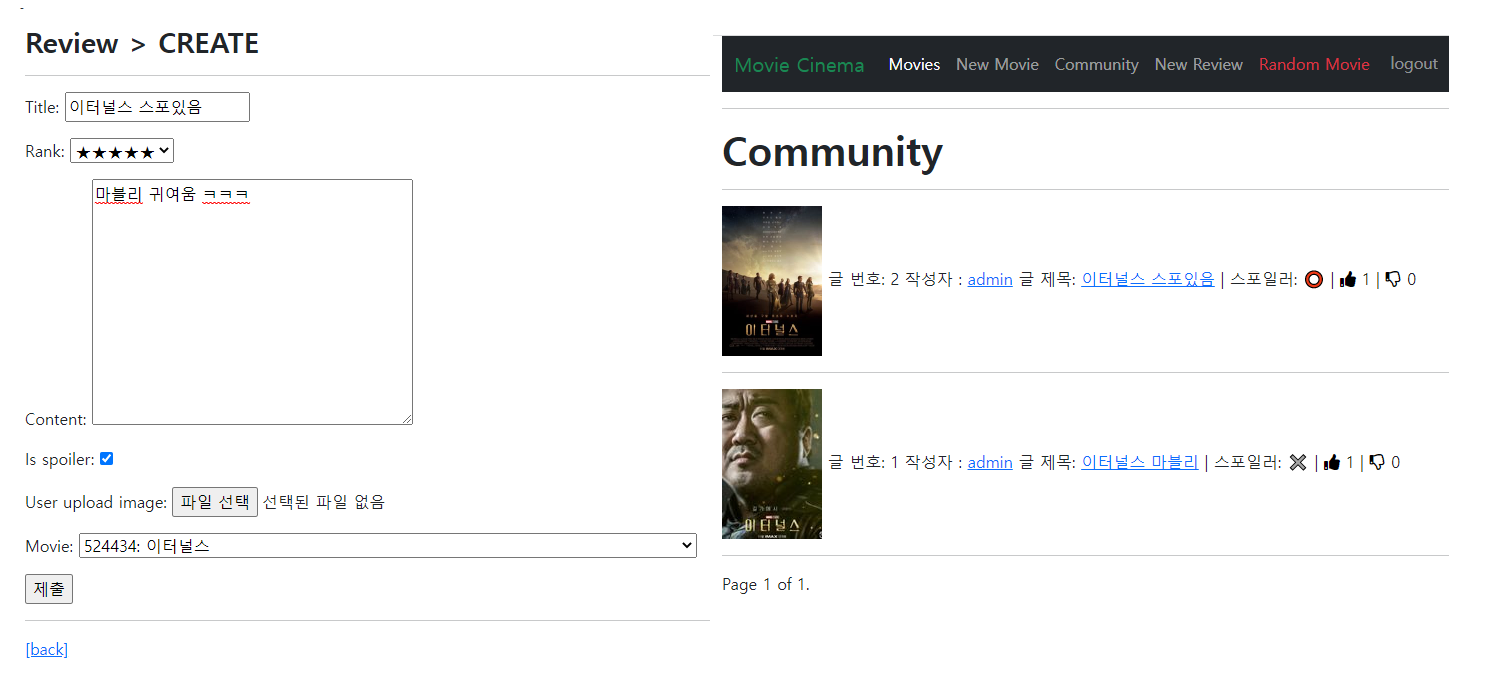 Review > CREATE
Title: 이터널스 스포있음
Rank: ★★★★★
마블리 귀여움 ㅋㅋㅋ
Content:
Is spoiler:
User upload image: 파일 선택 선택된 파일 없음
Movie: 524434: 이터널스
제출
[back]
Movie Cinema Movies New Movie Community New Review Random Movie logout
Community
이터널스
글 번호: 2 작성자 : admin 글 제목: 이터널스 스포있음 | 스포일러: ⭕ | 👍 1 | 👎 0
이터널스
글 번호: 1 작성자 : admin 글 제목: 이터널스 마블리 | 스포일러: ✖ | 👍 1 | 👎 0
Page 1 of 1.